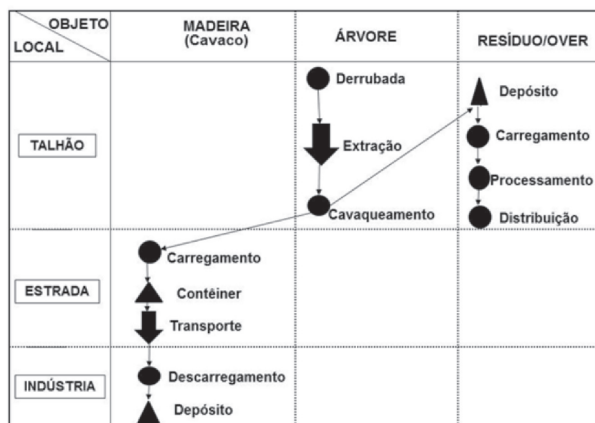 OBJETO
LOCAL
MADEIRA
(Cavaco)
ÁRVORE
RESÍDUO/OVER
TALHÃO
Derrubada
Extração
Cavaqueamento
Depósito
Carregamento
Processamento
Distribuição
ESTRADA
Carregamento
Contêiner
Transporte
INDÚSTRIA
Descarregamento
Depósito